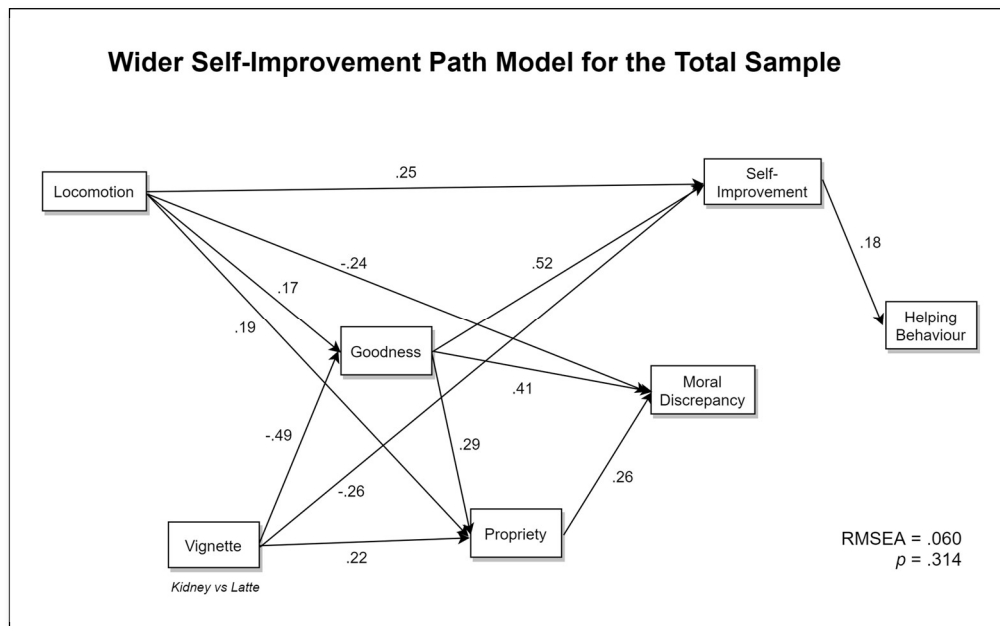 Wider Self-Improvement Path Model for the Total Sample
Locomotion
.25
Self-
Improvement
-.24
.52
.18
.17
.19
Goodness
Helping
Behaviour
.41
Moral
Discrepancy
-.49
.29
.26
-.26
Vignette
.22
Propriety
Kidney vs Latte
RMSEA = .060
p = .314